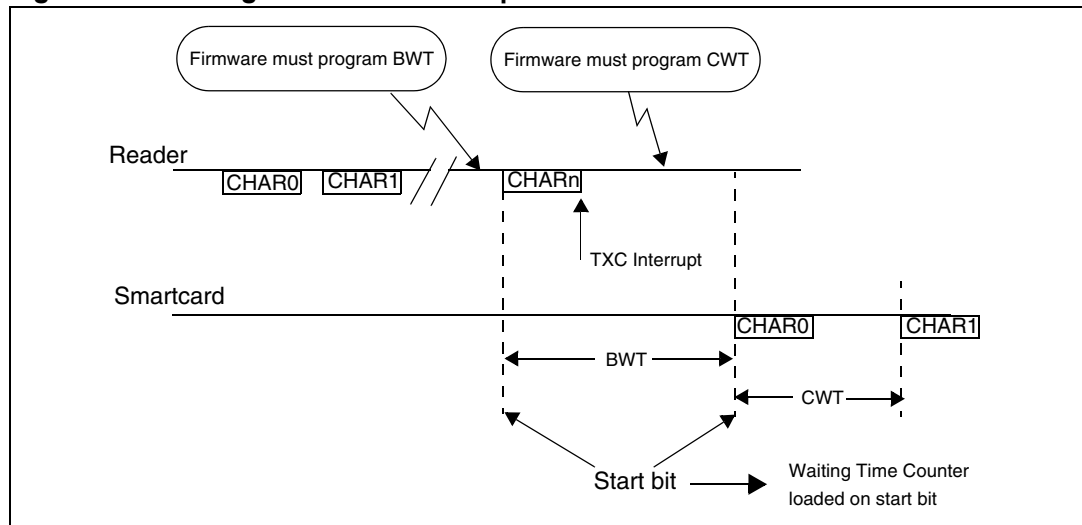 Firmware must program BWT
Firmware must program CWT
Reader
CHAR0
CHAR1
CHARn
TXC Interrupt
Smartcard
CHAR0
CHAR1
BWT
CWT
Start bit
Waiting Time Counter
loaded on start bit